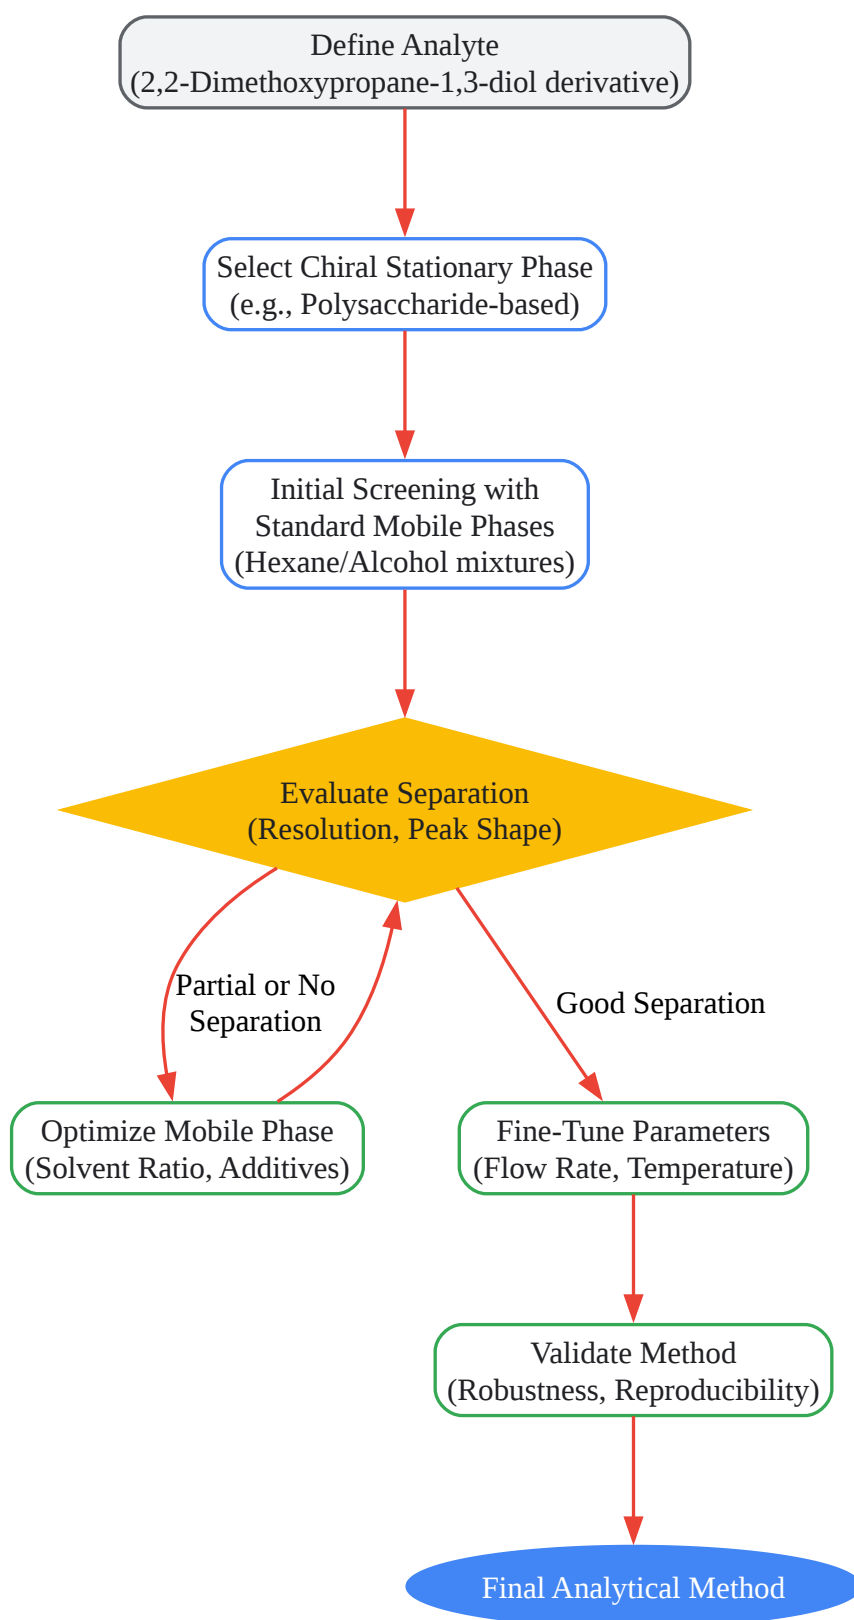 Define Analyte
(2,2-Dimethoxypropane-1,3-diol derivative)
Select Chiral Stationary Phase
(e.g., Polysaccharide-based)
Initial Screening with
Standard Mobile Phases
(Hexane/Alcohol mixtures)
Evaluate Separation
(Resolution, Peak Shape)
Partial or No
Separation
Good Separation
Optimize Mobile Phase
(Solvent Ratio, Additives)
Fine-Tune Parameters
(Flow Rate, Temperature)
Validate Method
(Robustness, Reproducibility)
Final Analytical Method